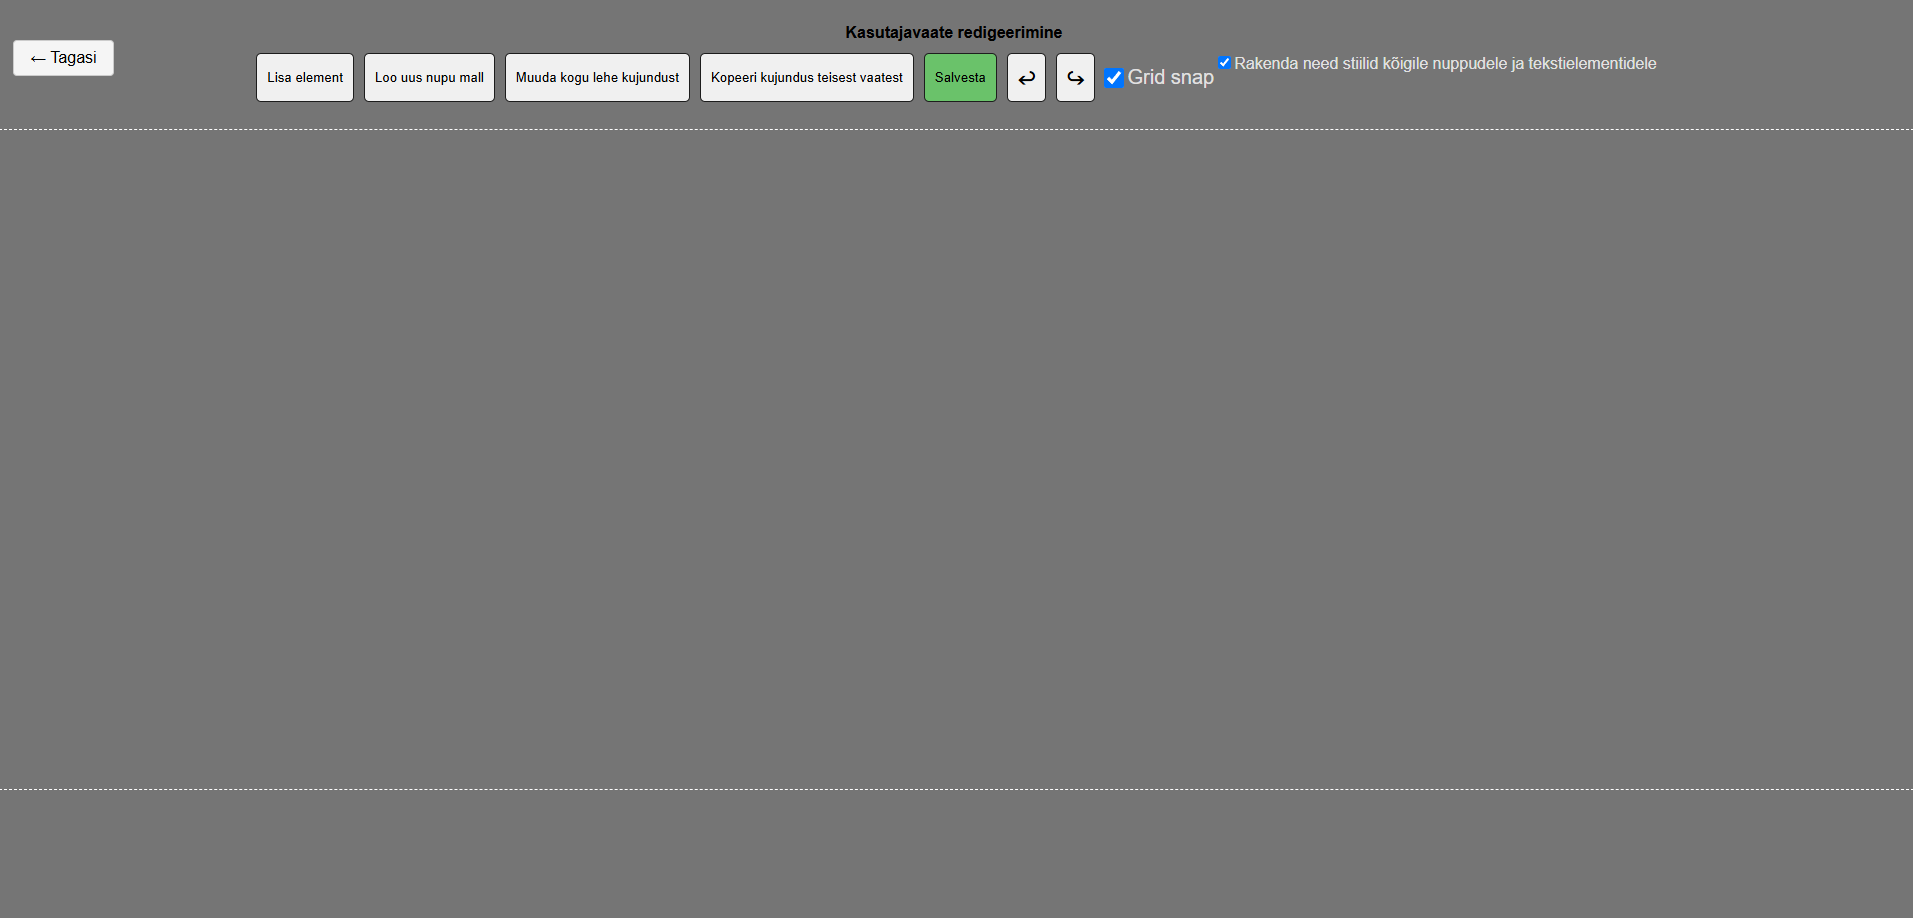 Kasutajavaate redigeerimine
← Tagasi
Lisa element
Loo uus nupu mall
Muuda kogu lehe kujundust
Kopeeri kujundus teisest vaatest
Salvesta
↩
↪
Grid snap
Rakenda need stiilid kõigile nuppudele ja tekstielementidele